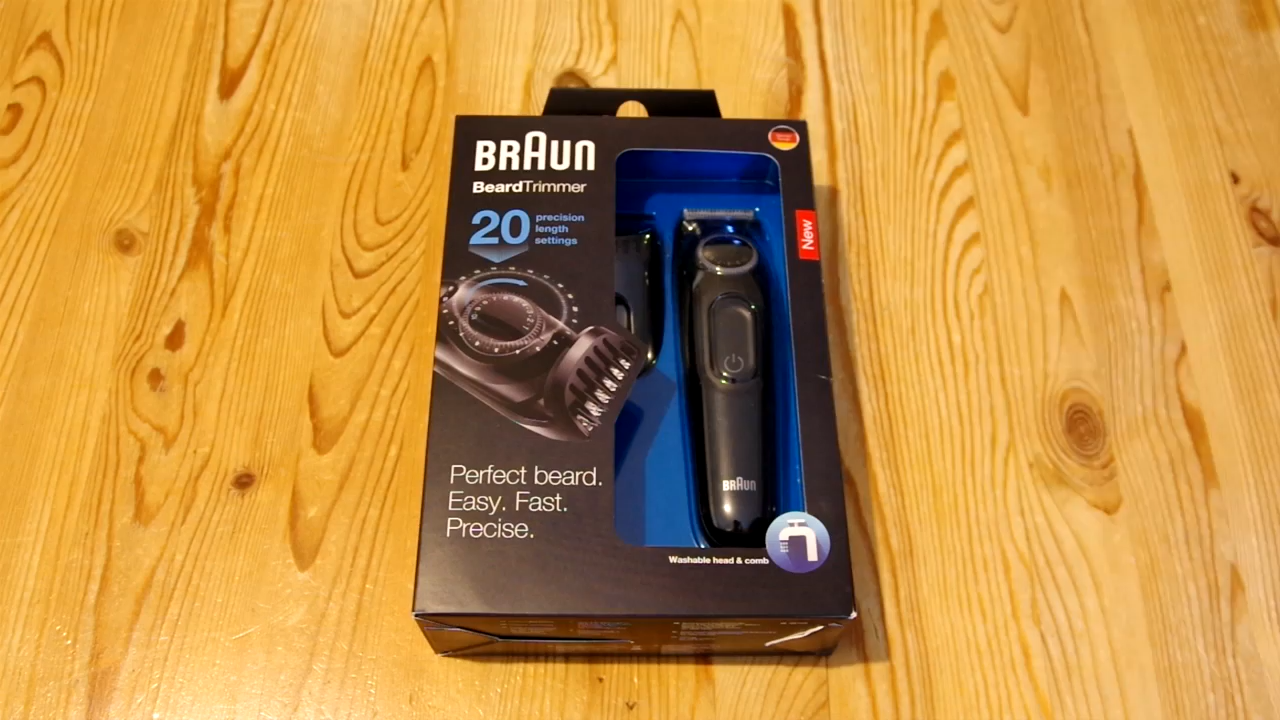 BRAUN
BeardTrimmer
20 precision
length
settings
New
BRAUN
Perfect beard.
Easy. Fast.
Precise.
Washable head & comb